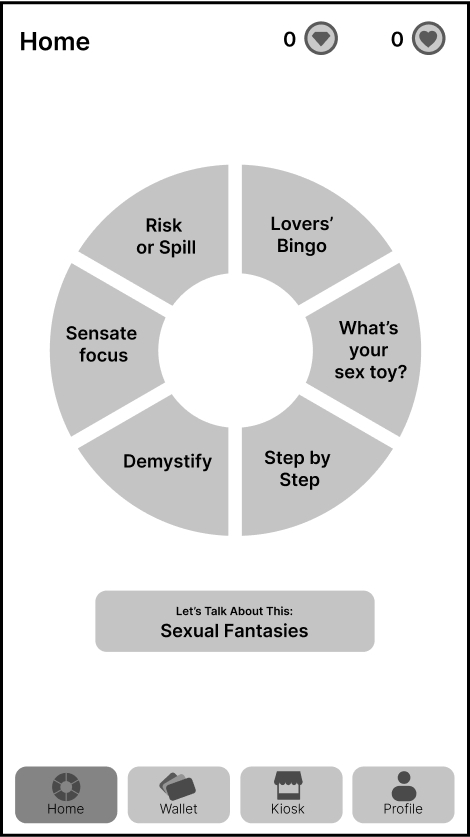 Home
0
0
Risk
or Spill
Lovers’
Bingo
Sensate
focus
What’s
your
sex toy?
Demystify
Step by
Step
Let’s Talk About This:
Sexual Fantasies
Home
Wallet
Kiosk
Profile